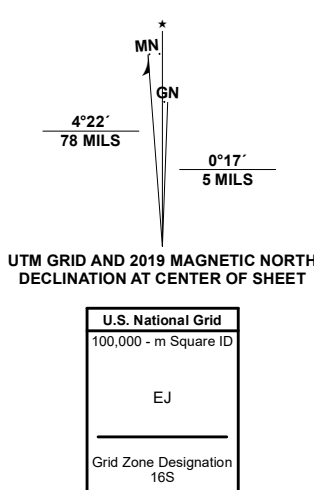 ★
MN
GN
4°22´
78 MILS
0°17´
5 MILS
UTM GRID AND 2019 MAGNETIC NORTH
DECLINATION AT CENTER OF SHEET
U.S. National Grid
100,000 - m Square ID
EJ
Grid Zone Designation
16S